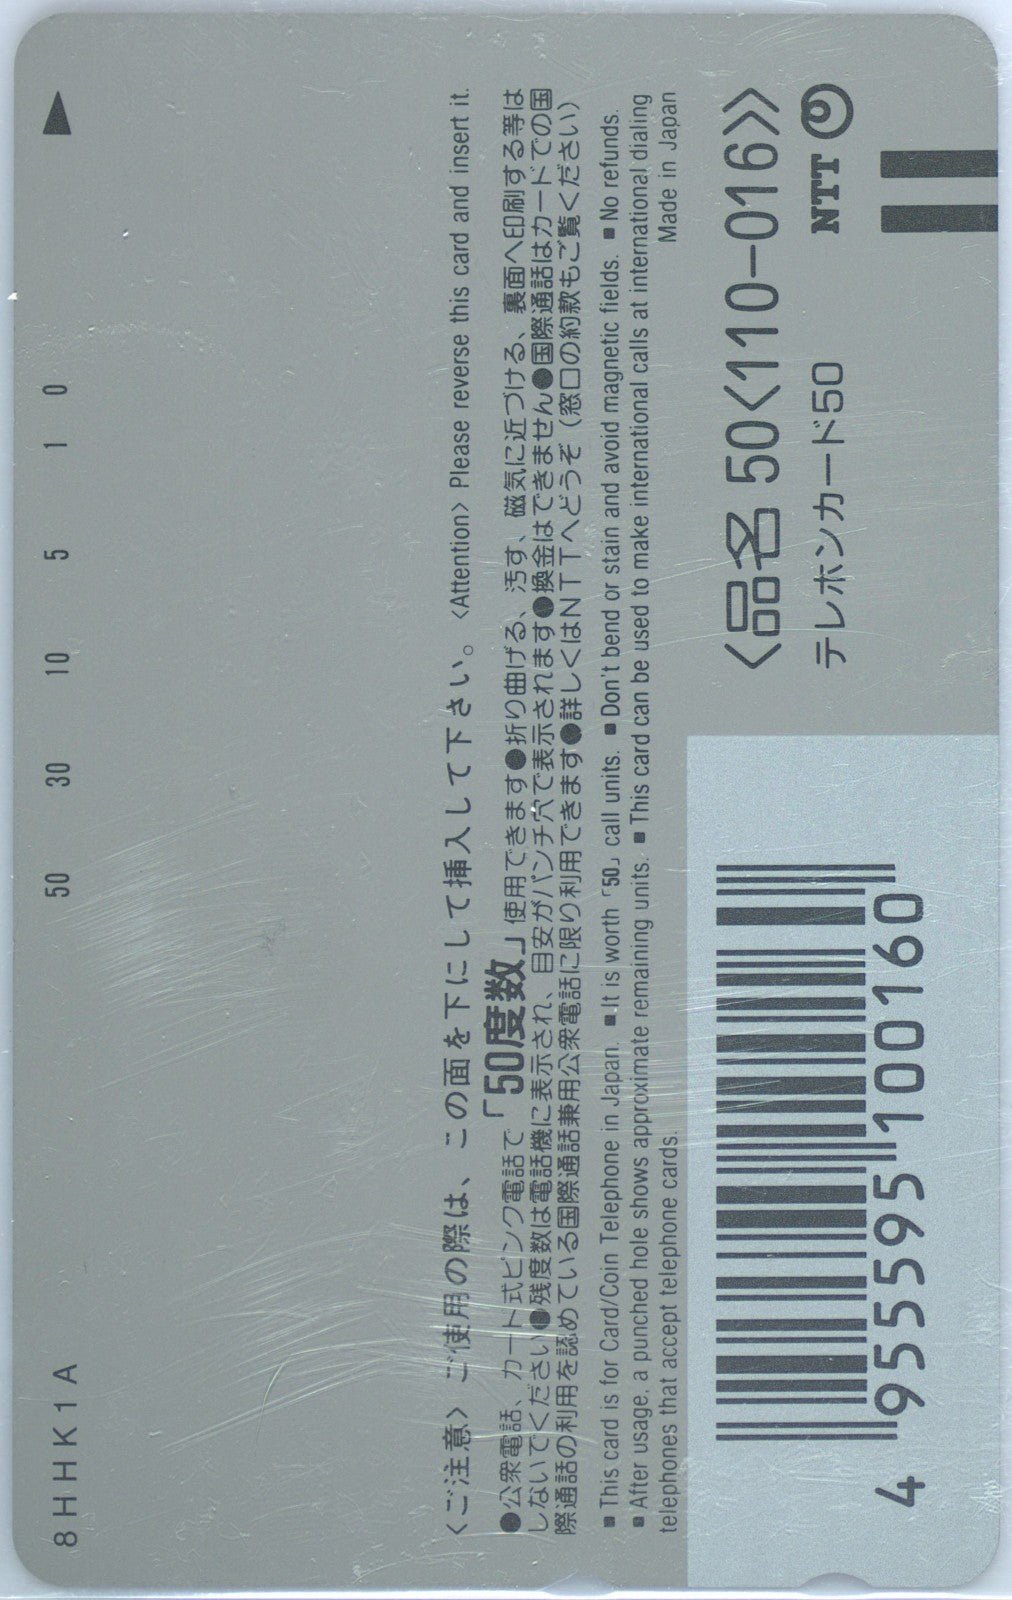 8HHK1A
50 30 10 5 1 0
〈ご注意〉ご使用の際は、この面を下にして挿入して下さい。〈Attention〉Please reverse this card and insert it.
●公衆電話、カード式ピンク電話で「50度数」使用できます●折り曲げる、汚す、磁気に近づける、裏面へ印刷する等は
しないでください●残度数は電話機に表示され、目安がパンチ穴で表示されます●換金はできません●国際通話はカードでの国
際通話の利用を認めている国際通話兼用公衆電話に限り利用できます●詳しくはNTTへどうぞ（窓口の約款もご覧ください）
■This card is for Card/Coin Telephone in Japan. ■It is worth「50」call units. ■Don't bend or stain and avoid magnetic fields. ■No refunds.
■After usage, a punched hole shows approximate remaining units. ■This card can be used to make international calls at international dialing
telephones that accept telephone cards. Made in Japan
〈品名 50〈110-016〉〉
テレホンカード50 NTT
4 955595 100160